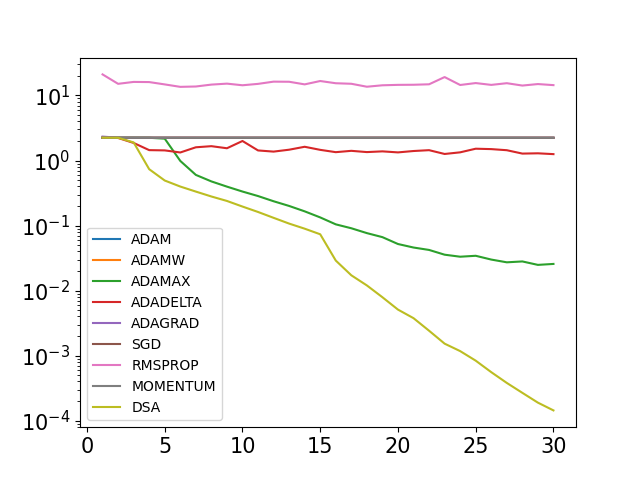 10¹
10⁰
10⁻¹
10⁻²
10⁻³
10⁻⁴
ADAM
ADAMW
ADAMAX
ADADELTA
ADAGRAD
SGD
RMSPROP
MOMENTUM
DSA
0 5 10 15 20 25 30